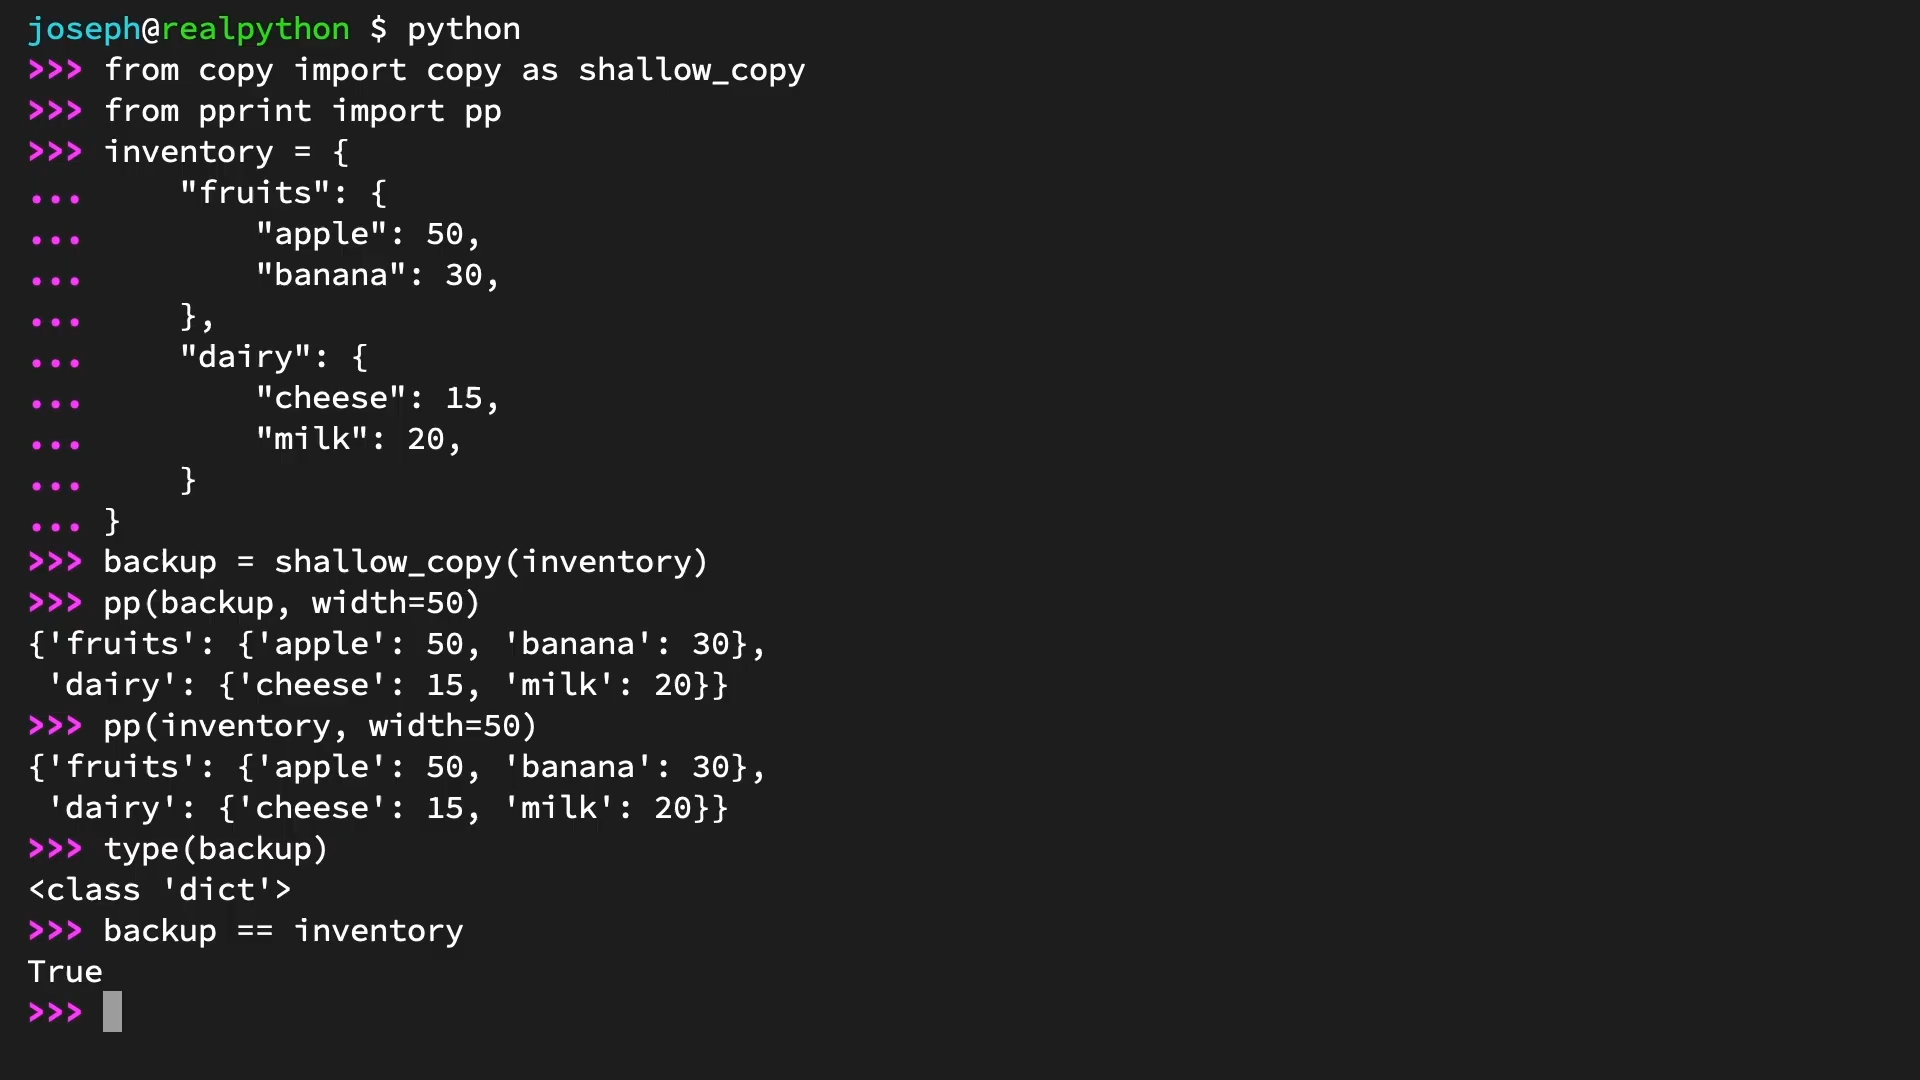 joseph@realpython $ python
>>> from copy import copy as shallow_copy
>>> from pprint import pp
>>> inventory = {
...     "fruits": {
...         "apple": 50,
...         "banana": 30,
...     },
...     "dairy": {
...         "cheese": 15,
...         "milk": 20,
...     }
... }
>>> backup = shallow_copy(inventory)
>>> pp(backup, width=50)
{'fruits': {'apple': 50, 'banana': 30},
 'dairy': {'cheese': 15, 'milk': 20}}
>>> pp(inventory, width=50)
{'fruits': {'apple': 50, 'banana': 30},
 'dairy': {'cheese': 15, 'milk': 20}}
>>> type(backup)
<class 'dict'>
>>> backup == inventory
True
>>>